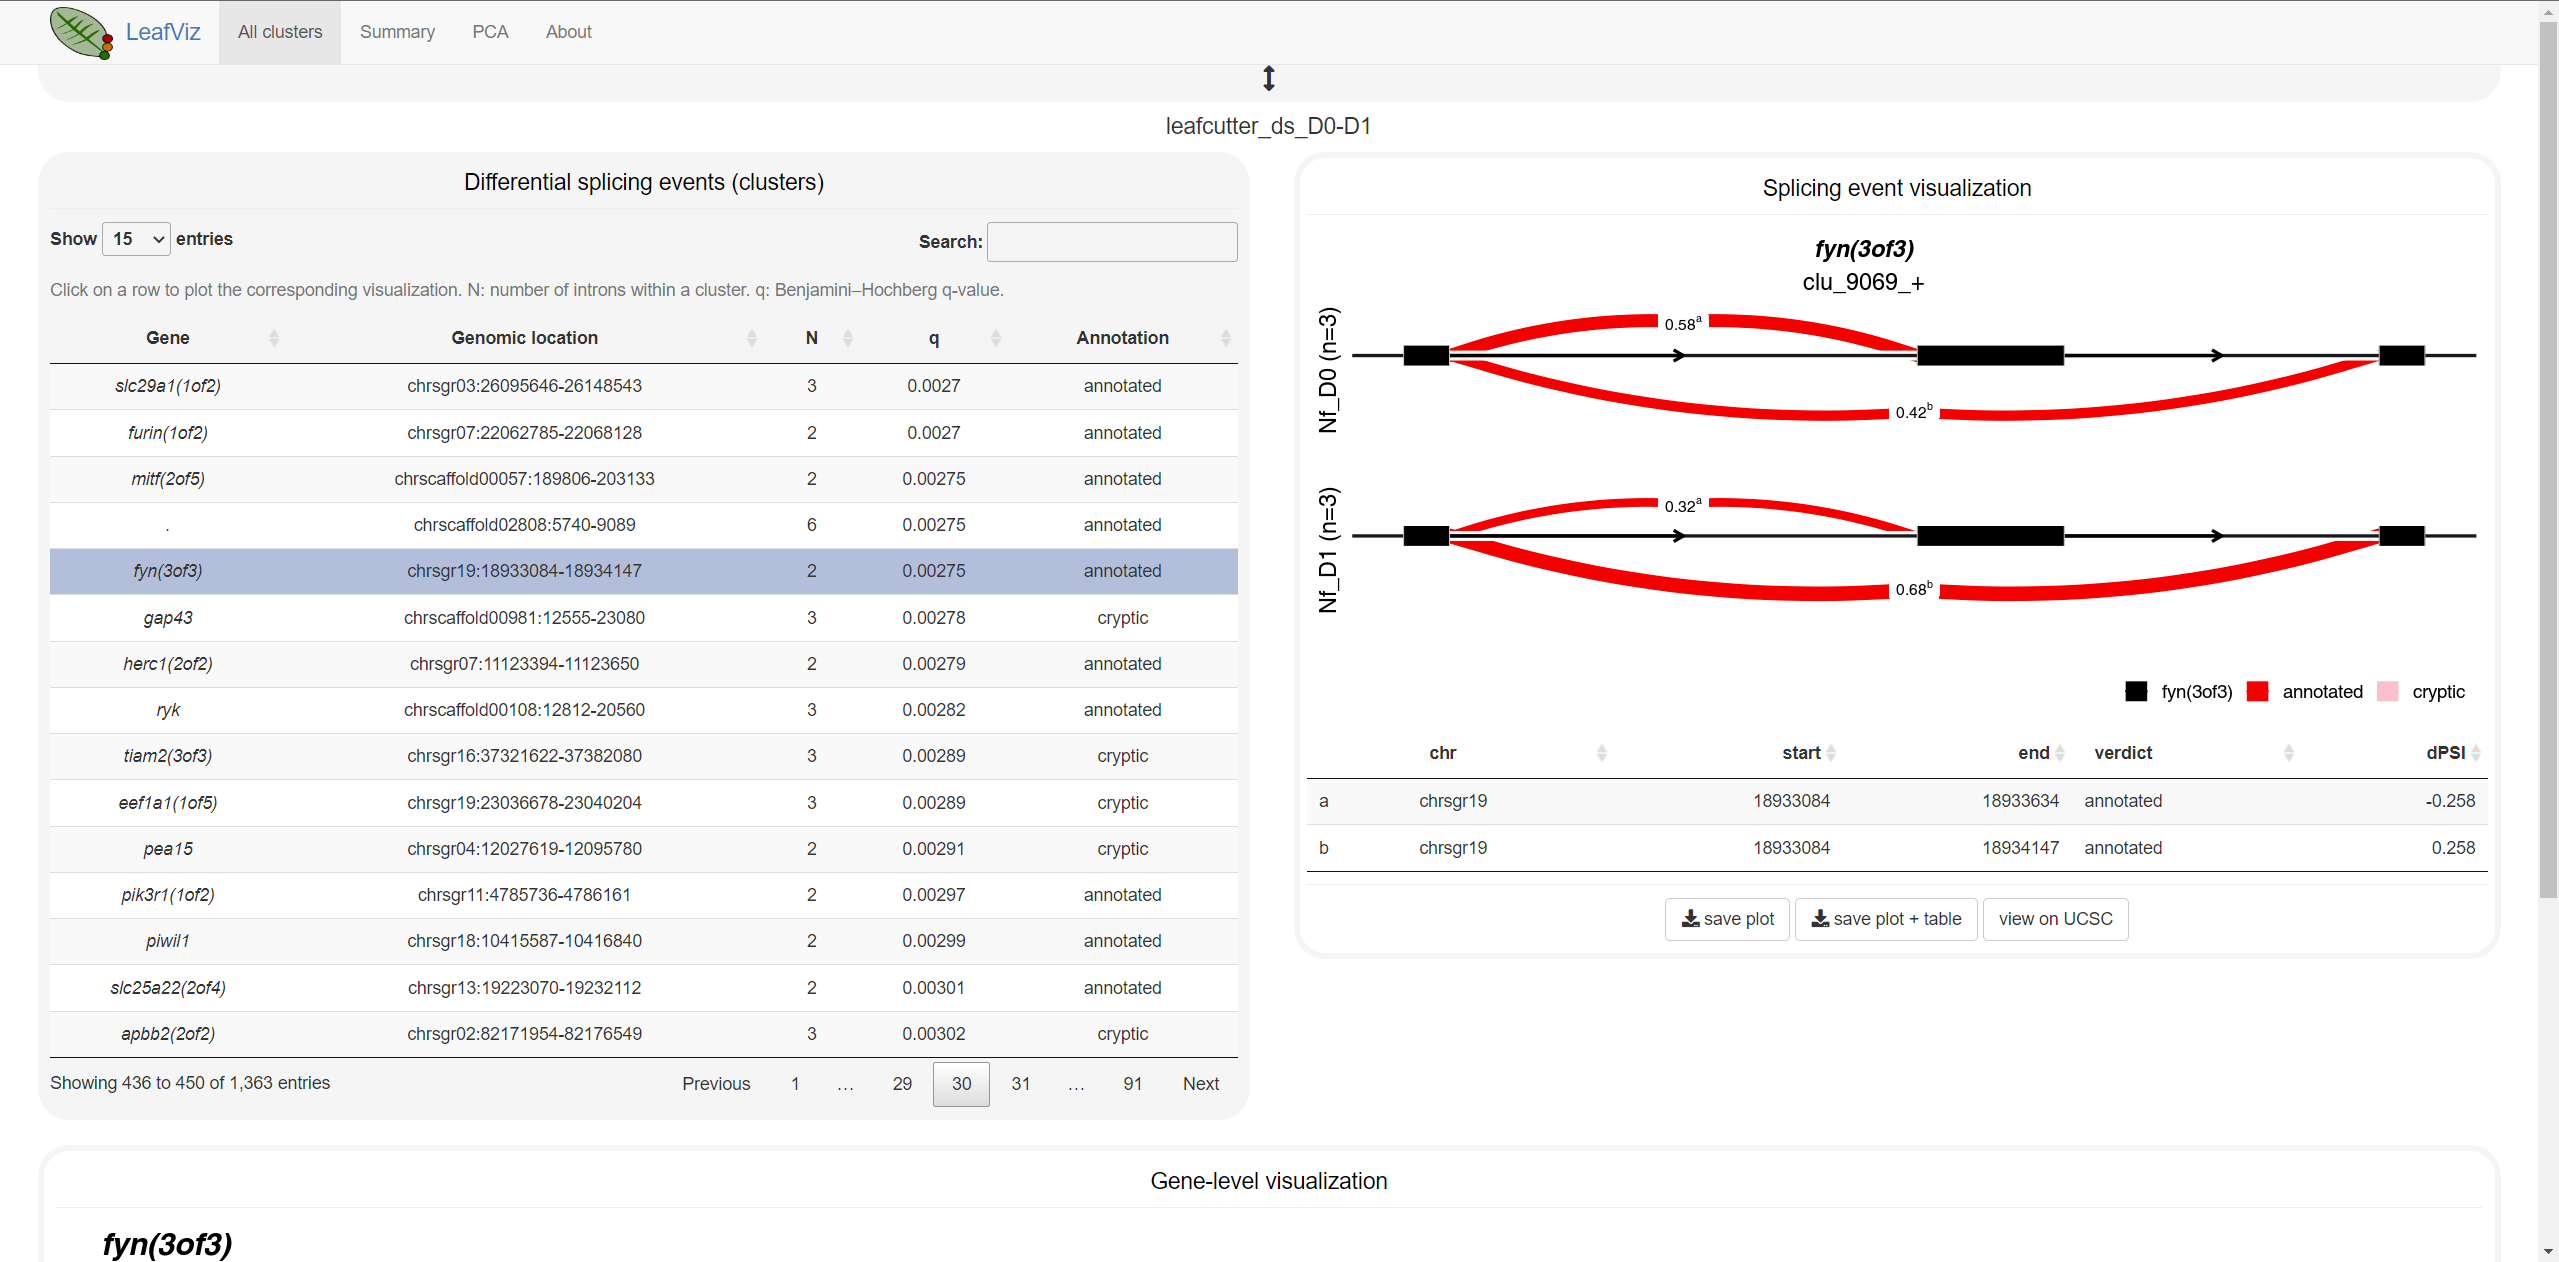 LeafViz All clusters Summary PCA About
leafcutter_ds_D0-D1
Differential splicing events (clusters)
Show 15 entries Search:
Click on a row to plot the corresponding visualization. N: number of introns within a cluster. q: Benjamini–Hochberg q-value.
Gene Genomic location N q Annotation
slc29a1(1of2) chrsgr03:26095646-26148543 3 0.0027 annotated
furin(1of2) chrsgr07:22062785-22068128 2 0.0027 annotated
mitf(2of5) chrscaffold00057:189806-203133 2 0.00275 annotated
. chrscaffold02808:5740-9089 6 0.00275 annotated
fyn(3of3) chrsgr19:18933084-18934147 2 0.00275 annotated
gap43 chrscaffold00981:12555-23080 3 0.00278 cryptic
herc1(2of2) chrsgr07:11123394-11123650 2 0.00279 annotated
ryk chrscaffold00108:12812-20560 3 0.00282 annotated
tiam2(3of3) chrsgr16:37321622-37382080 3 0.00289 cryptic
eef1a1(1of5) chrsgr19:23036678-23040204 3 0.00289 cryptic
pea15 chrsgr04:12027619-12095780 2 0.00291 cryptic
pik3r1(1of2) chrsgr11:4785736-4786161 2 0.00297 annotated
piwil1 chrsgr18:10415587-10416840 2 0.00299 annotated
slc25a22(2of4) chrsgr13:19223070-19232112 2 0.00301 annotated
apbb2(2of2) chrsgr02:82171954-82176549 3 0.00302 cryptic
Showing 436 to 450 of 1,363 entries Previous 1 … 29 30 31 … 91 Next
Splicing event visualization
fyn(3of3)
clu_9069_+
Nf_D0 (n=3)
0.58a
0.42b
Nf_D1 (n=3)
0.32a
0.68b
fyn(3of3) annotated cryptic
chr start end verdict dPSI
a chrsgr19 18933084 18933634 annotated -0.258
b chrsgr19 18933084 18934147 annotated 0.258
save plot save plot + table view on UCSC
Gene-level visualization
fyn(3of3)